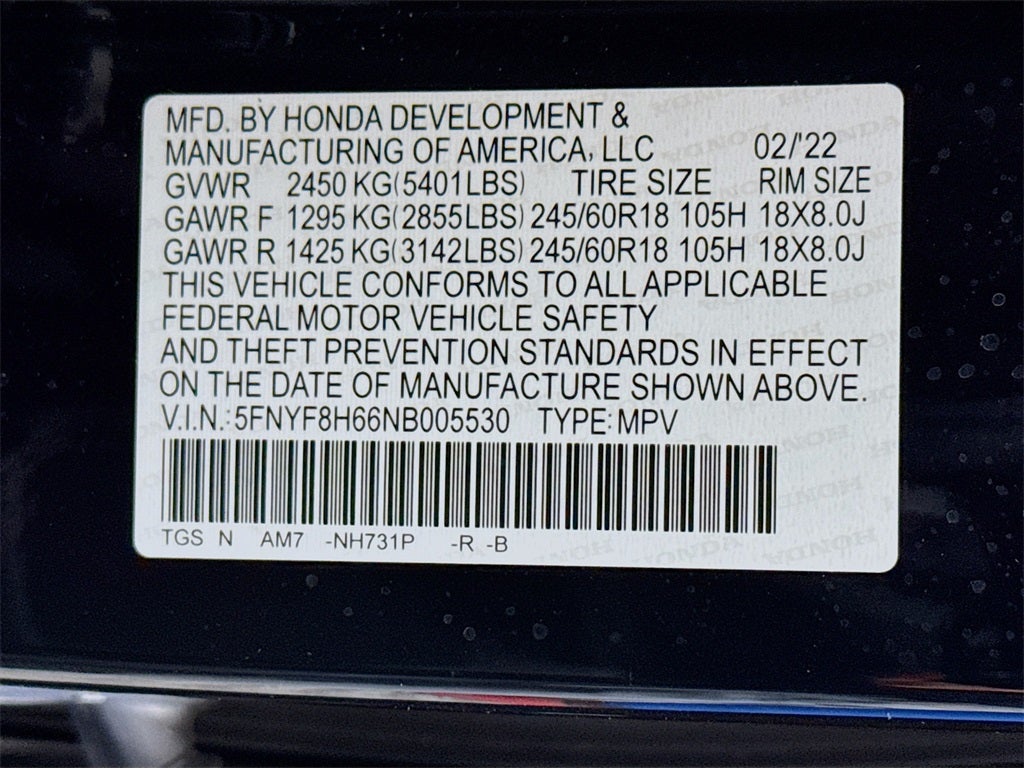 MFD. BY HONDA DEVELOPMENT &
MANUFACTURING OF AMERICA, LLC 02/'22
GVWR 2450 KG(5401LBS) TIRE SIZE RIM SIZE
GAWR F 1295 KG(2855LBS) 245/60R18 105H 18X8.0J
GAWR R 1425 KG(3142LBS) 245/60R18 105H 18X8.0J
THIS VEHICLE CONFORMS TO ALL APPLICABLE
FEDERAL MOTOR VEHICLE SAFETY
AND THEFT PREVENTION STANDARDS IN EFFECT
ON THE DATE OF MANUFACTURE SHOWN ABOVE.
V.I.N.: 5FNYF8H66NB005530 TYPE: MPV
TGS N AM7 -NH731P -R -B